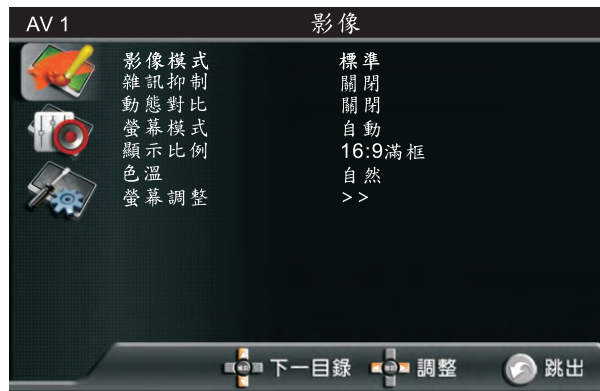 AV 1 影像
影像模式 標準
雜訊抑制 關閉
動態對比 關閉
螢幕模式 自動
顯示比例 16:9滿框
色溫 自然
螢幕調整 >>
下一目錄 調整 跳出